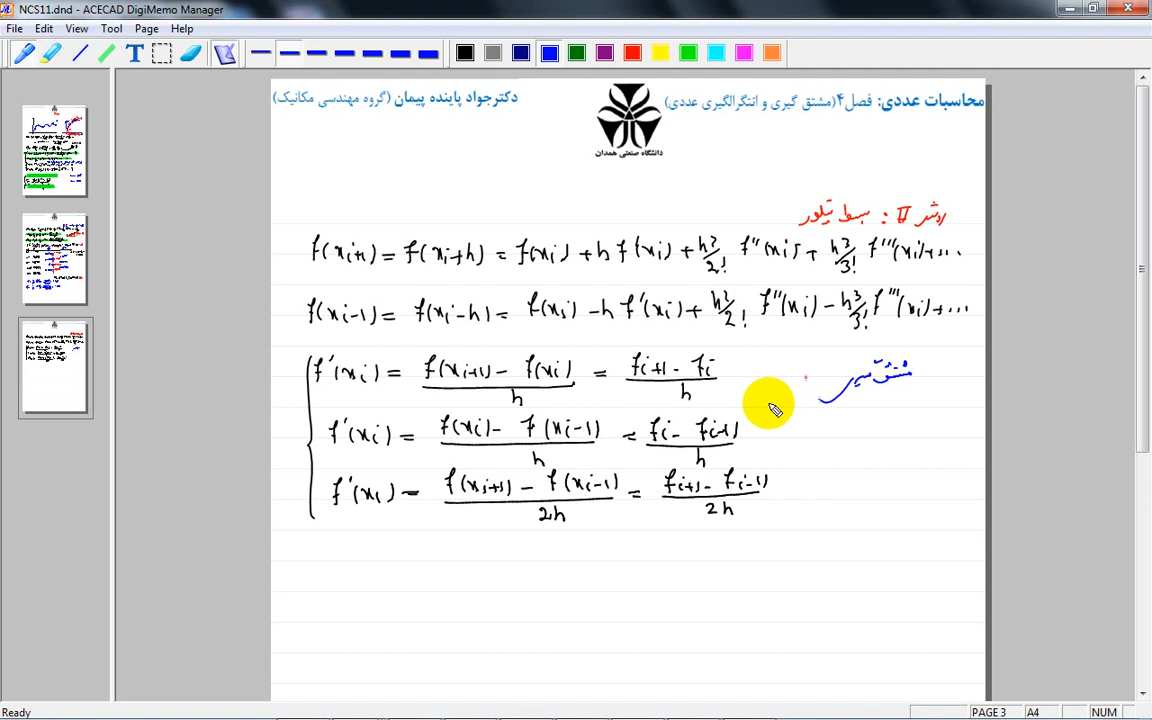 NCS11.dnd - ACECAD DigiMemo Manager
File Edit View Tool Page Help
محاسبات عددی: فصل۴(مشتق گیری و انتگرالگیری عددی)
دکترجواد پاینده پیمان (گروه مهندسی مکانیک)
دانشگاه صنعتی همدان
روش II : بسط تیلور
f(xi+1) = f(xi+h) = f(xi) + h f'(xi) + h²/2! f''(xi) + h³/3! f'''(xi) + ...
f(xi-1) = f(xi-h) = f(xi) - h f'(xi) + h²/2! f''(xi) - h³/3! f'''(xi) + ...
f'(xi) = f(xi+1) - f(xi) / h = fi+1 - fi / h
f'(xi) = f(xi) - f(xi-1) / h = fi - fi-1 / h
f'(xi) = f(xi+1) - f(xi-1) / 2h = fi+1 - fi-1 / 2h
مشتق
Ready PAGE 3 A4 NUM